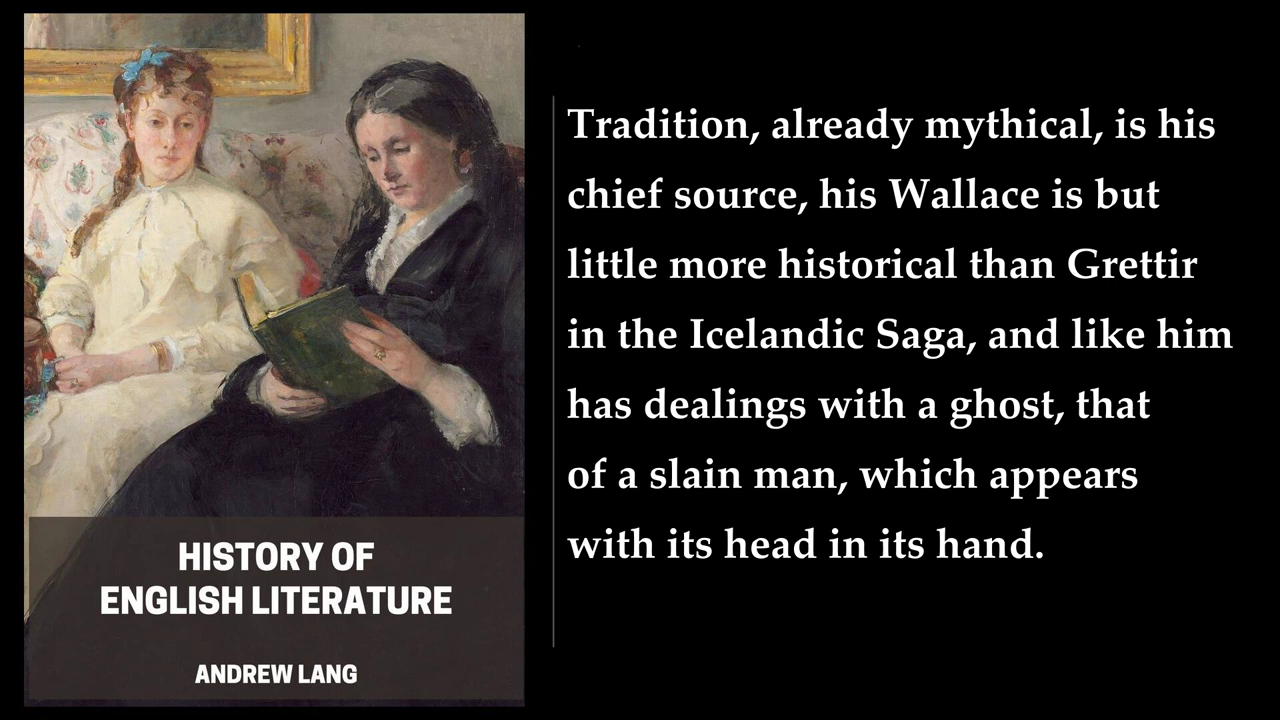 HISTORY OF
ENGLISH LITERATURE
ANDREW LANG
Tradition, already mythical, is his
chief source, his Wallace is but
little more historical than Grettir
in the Icelandic Saga, and like him
has dealings with a ghost, that
of a slain man, which appears
with its head in its hand.